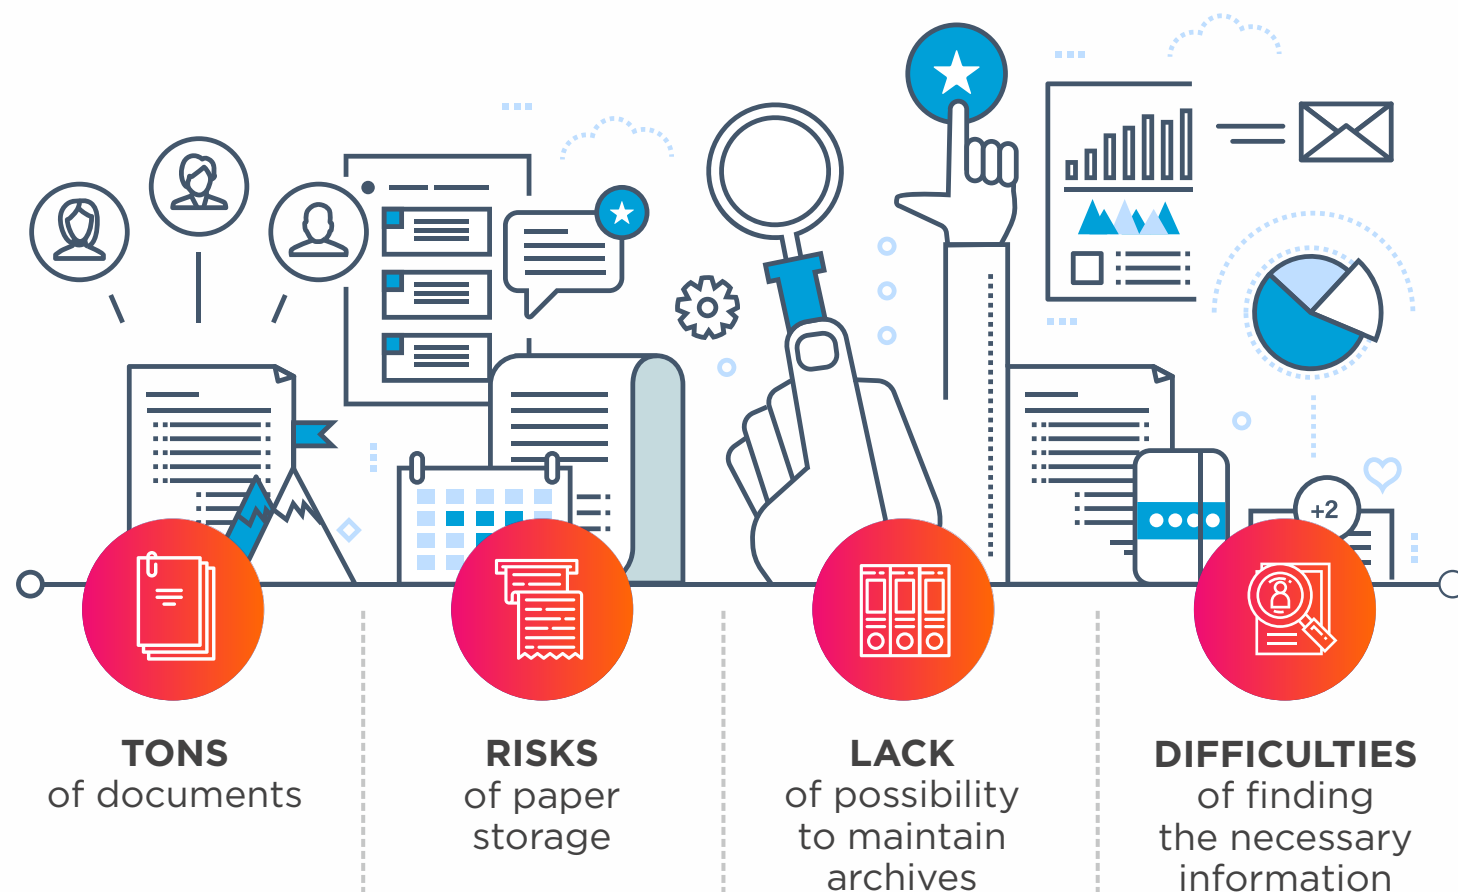 +2
TONS
of documents
RISKS
of paper
storage
LACK
of possibility
to maintain
archives
DIFFICULTIES
of finding
the necessary
information